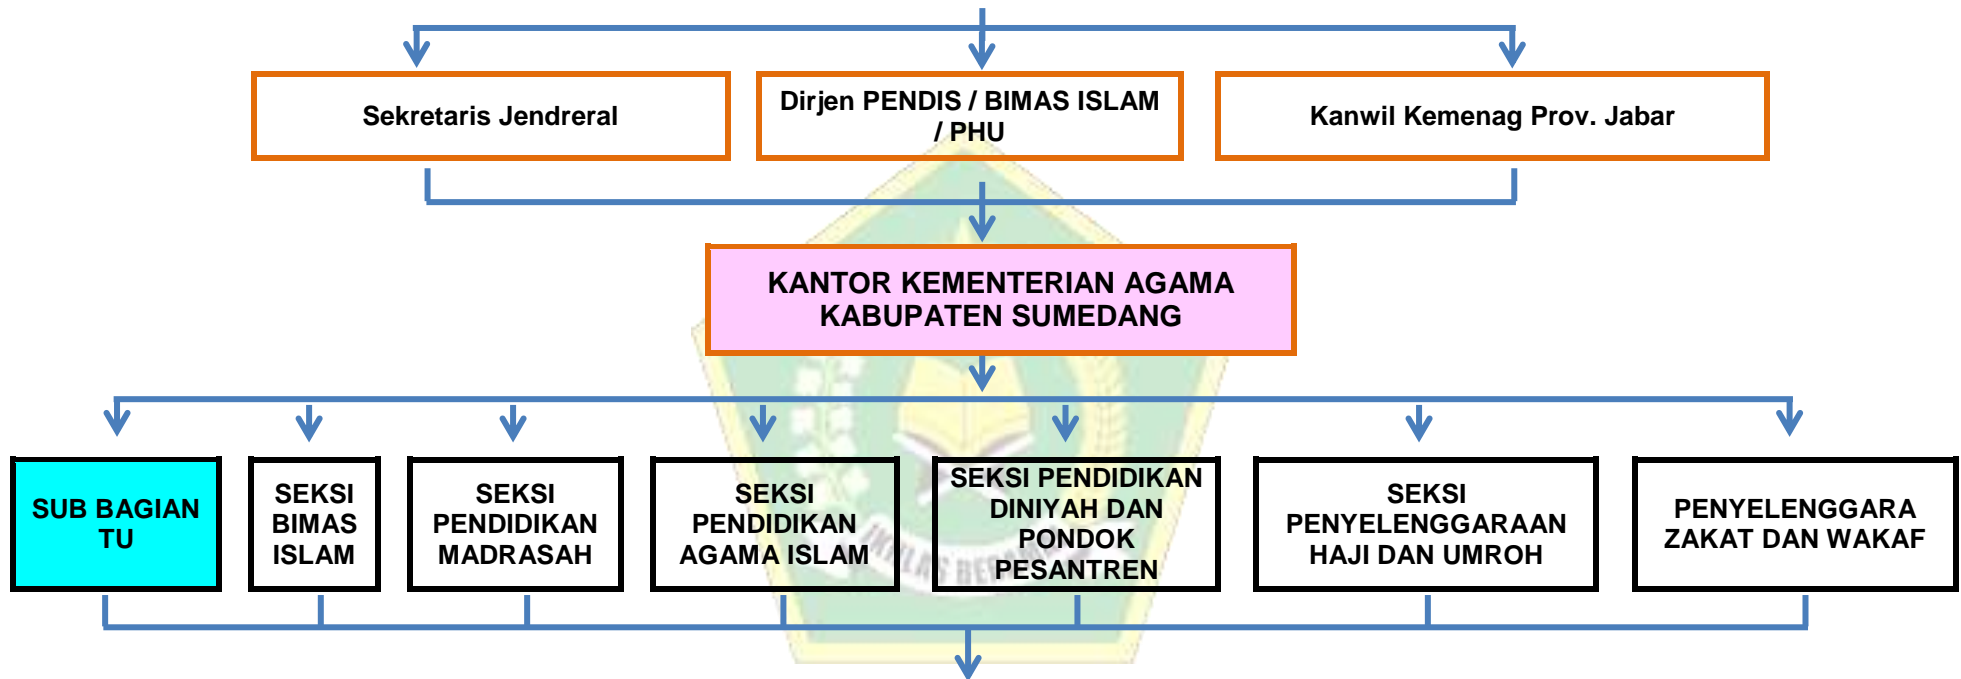 Sekretaris Jendreral
Dirjen PENDIS / BIMAS ISLAM
/ PHU
Kanwil Kemenag Prov. Jabar
KANTOR KEMENTERIAN AGAMA
KABUPATEN SUMEDANG
SUB BAGIAN
TU
SEKSI
BIMAS
ISLAM
SEKSI
PENDIDIKAN
MADRASAH
SEKSI
PENDIDIKAN
AGAMA ISLAM
SEKSI PENDIDIKAN
DINIYAH DAN
PONDOK
PESANTREN
SEKSI
PENYELENGGARAAN
HAJI DAN UMROH
PENYELENGGARA
ZAKAT DAN WAKAF